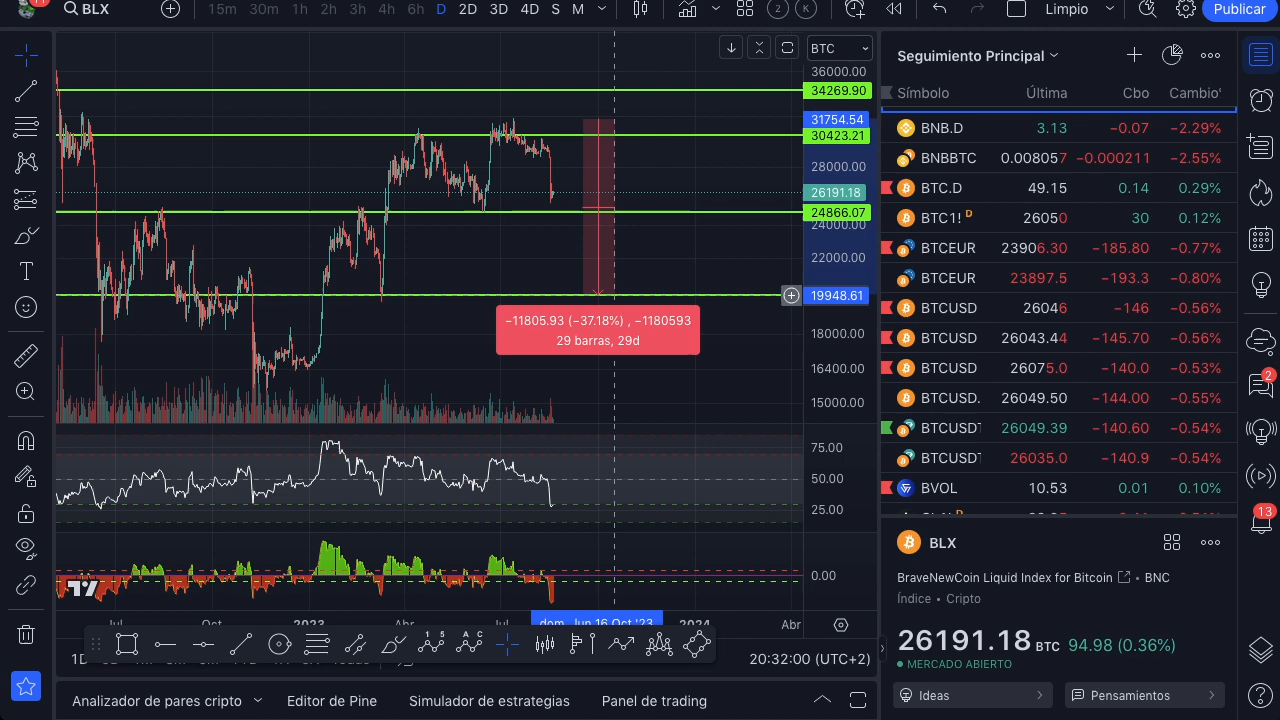 BLX
15m 30m 1h 2h 3h 4h 6h D 2D 3D 4D S M
2 K
Limpio
Publicar
BTC
36000.00
34269.90
31754.54
30423.21
28000.00
26191.18
24866.07
24000.00
22000.00
19948.61
18000.00
16400.00
15000.00
−11805.93 (−37.18%) , −1180593
29 barras, 29d
75.00
50.00
25.00
0.00
Jul Oct 2023 Abr Jul dom. Jun 16 Oct '23 2024 Abr
1D
20:32:00 (UTC+2)
Analizador de pares cripto Editor de Pine Simulador de estrategias Panel de trading
Seguimiento Principal
Símbolo Última Cbo Cambio
BNB.D 3.13 −0.07 −2.29%
BNBBTC 0.008057 −0.000211 −2.55%
BTC.D 49.15 0.14 0.29%
BTC1! D 26050 30 0.12%
BTCEUR 23906.30 −185.80 −0.77%
BTCEUR 23897.5 −193.3 −0.80%
BTCUSD 26046 −146 −0.56%
BTCUSD 26043.44 −145.70 −0.56%
BTCUSD 26075.0 −140.0 −0.53%
BTCUSD. 26049.50 −144.00 −0.55%
BTCUSDT 26049.39 −140.60 −0.54%
BTCUSDT 26035.0 −140.9 −0.54%
BVOL 10.53 0.01 0.10%
BLX
BraveNewCoin Liquid Index for Bitcoin • BNC
Índice • Cripto
26191.18 BTC 94.98 (0.36%)
MERCADO ABIERTO
Ideas
Pensamientos
2
13